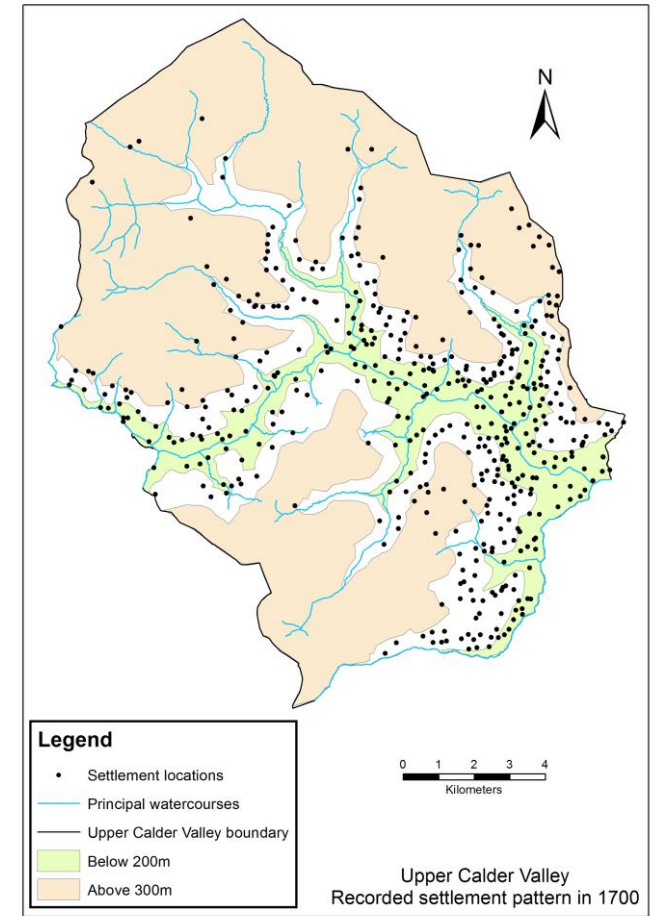 N
Legend
Settlement locations
Principal watercourses
Upper Calder Valley boundary
Below 200m
Above 300m
0 1 2 3 4
Kilometers
Upper Calder Valley
Recorded settlement pattern in 1700